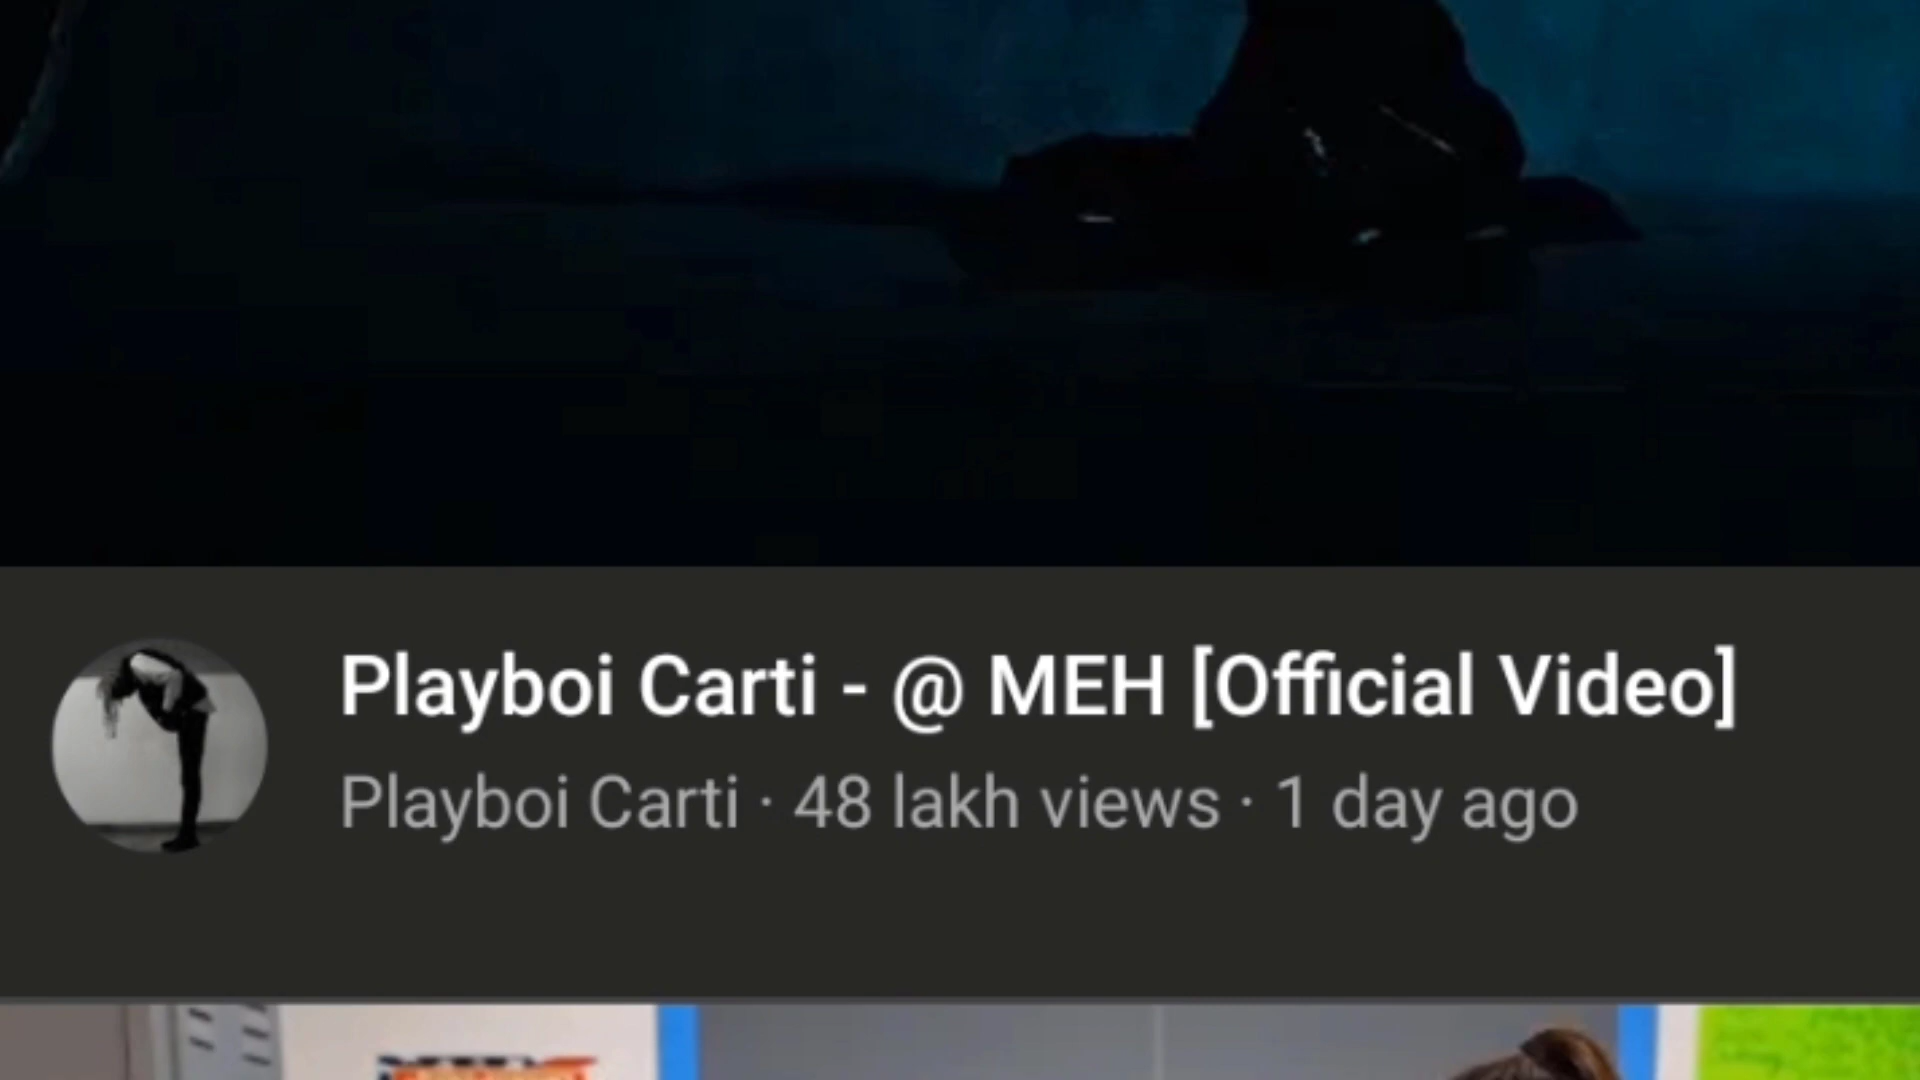 Playboi Carti - @ MEH [Official Video]
Playboi Carti · 48 lakh views · 1 day ago